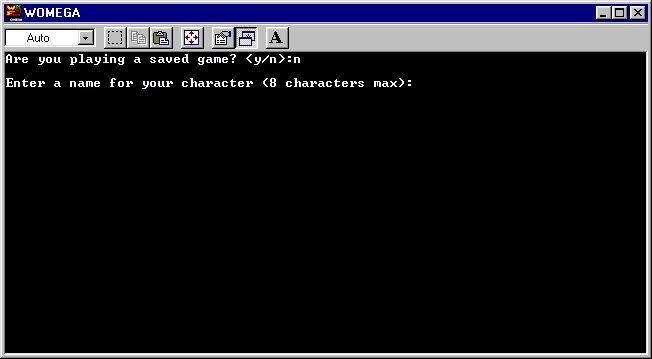 WOMEGA
Auto
A
Are you playing a saved game? (y/n):n
Enter a name for your character (8 characters max):